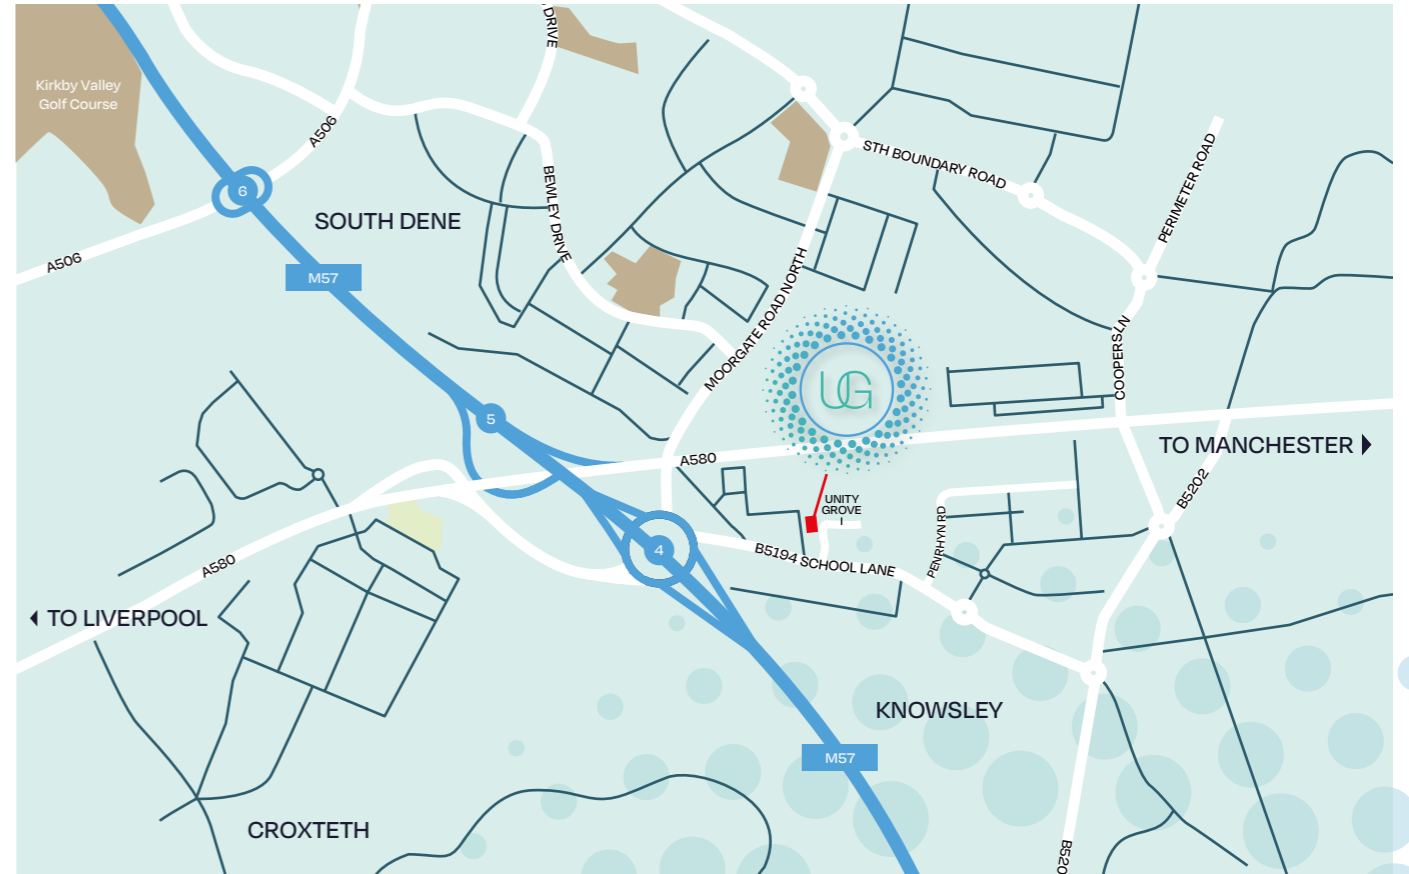 DRIVE
Kirkby Valley
Golf Course
A506
STH BOUNDARY ROAD
PERIMETER ROAD
6
SOUTH DENE
BEWLEY DRIVE
A506
M57
MOORGATE ROAD NORTH
COOPERS LN
UG
5
A580
TO MANCHESTER
B5202
UNITY
GROVE
PENRHYN RD
4
B5194 SCHOOL LANE
A580
TO LIVERPOOL
KNOWSLEY
M57
CROXTETH
B520